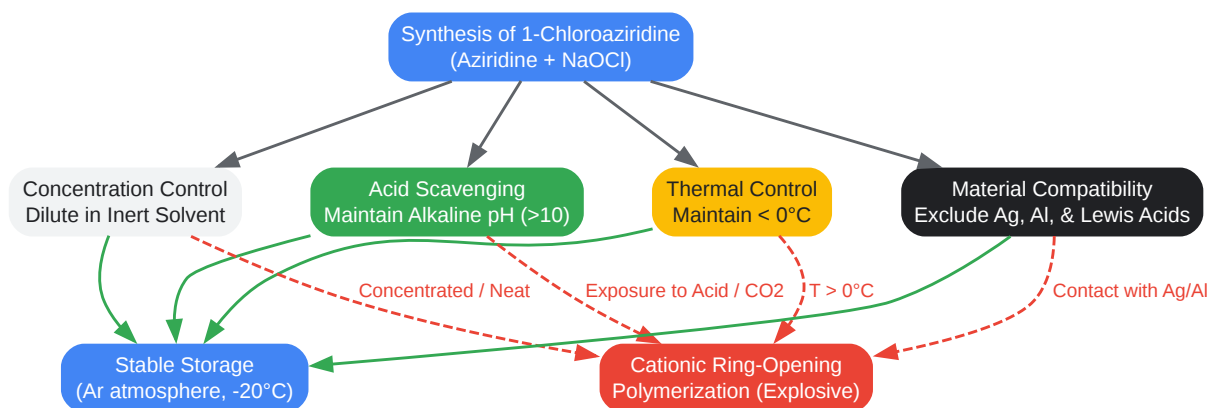 Synthesis of 1-Chloroaziridine
(Aziridine + NaOCl)
Concentration Control
Dilute in Inert Solvent
Acid Scavenging
Maintain Alkaline pH (>10)
Thermal Control
Maintain < 0°C
Material Compatibility
Exclude Ag, Al, & Lewis Acids
Concentrated / Neat
Exposure to Acid / CO2
T > 0°C
Contact with Ag/Al
Stable Storage
(Ar atmosphere, -20°C)
Cationic Ring-Opening
Polymerization (Explosive)